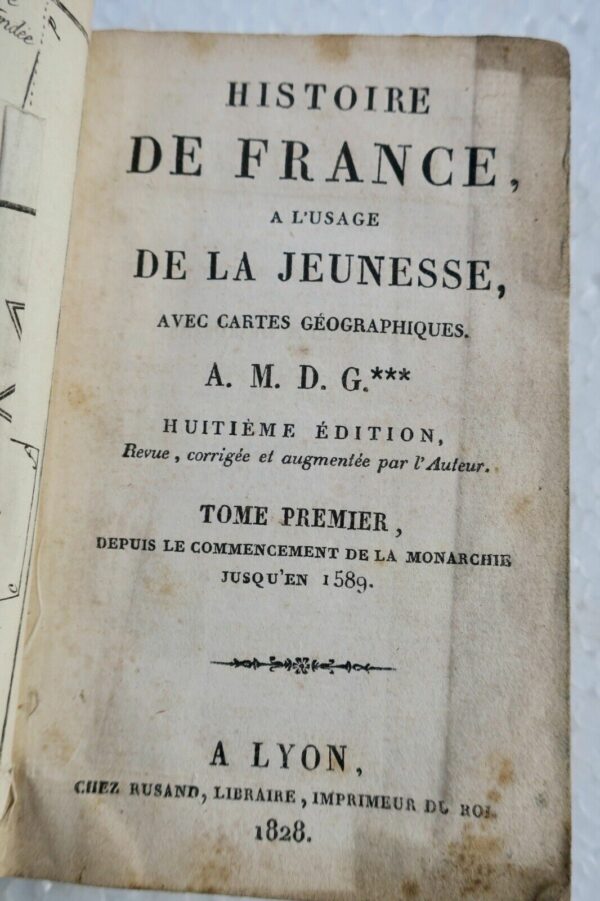 ndée
HISTOIRE
DE FRANCE,
A L'USAGE
DE LA JEUNESSE,
AVEC CARTES GÉOGRAPHIQUES.
A. M. D. G.***
HUITIÈME ÉDITION,
Revue, corrigée et augmentée par l'Auteur.
TOME PREMIER,
DEPUIS LE COMMENCEMENT DE LA MONARCHIE
JUSQU'EN 1589.
A LYON,
CHEZ RUSAND, LIBRAIRE, IMPRIMEUR DU ROI.
1828.